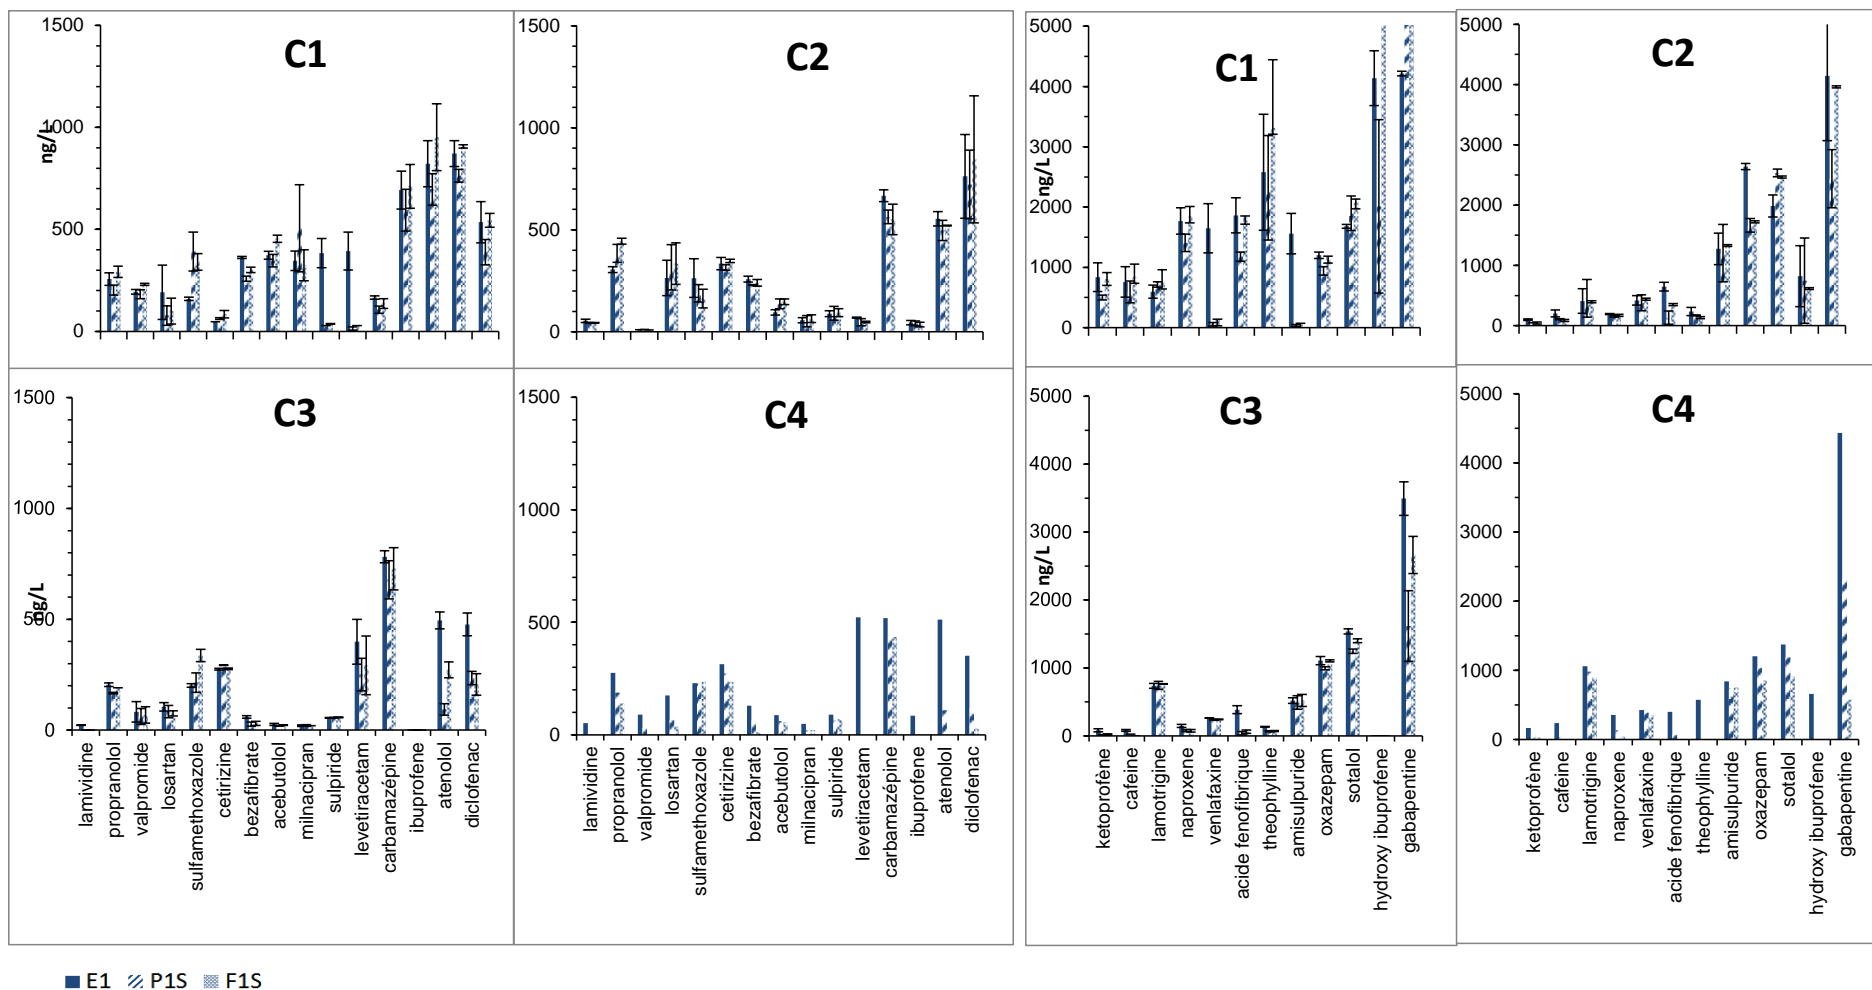 C1
1500
1000
500
0
ng/L
C2
1500
1000
500
0
C1
5000
4000
3000
2000
1000
0
ng/L
C2
5000
4000
3000
2000
1000
0
C3
1500
1000
500
0
ng/L
lamividine
propranolol
valpromide
losartan
sulfamethoxazole
cetirizine
bezafibrate
acebutolol
milnacipran
sulpiride
levetiracetam
carbamazépine
ibuprofene
atenolol
diclofenac
C4
1500
1000
500
0
lamividine
propranolol
valpromide
losartan
sulfamethoxazole
cetirizine
bezafibrate
acebutolol
milnacipran
sulpiride
levetiracetam
carbamazépine
ibuprofene
atenolol
diclofenac
C3
5000
4000
3000
2000
1000
0
ng/L
ketoprofène
cafeine
lamotrigine
naproxene
venlafaxine
acide fenofibrique
theophylline
amisulpuride
oxazepam
sotalol
hydroxy ibuprofene
gabapentine
C4
5000
4000
3000
2000
1000
0
ketoprofène
cafeine
lamotrigine
naproxene
venlafaxine
acide fenofibrique
theophylline
amisulpuride
oxazepam
sotalol
hydroxy ibuprofene
gabapentine
E1 P1S F1S